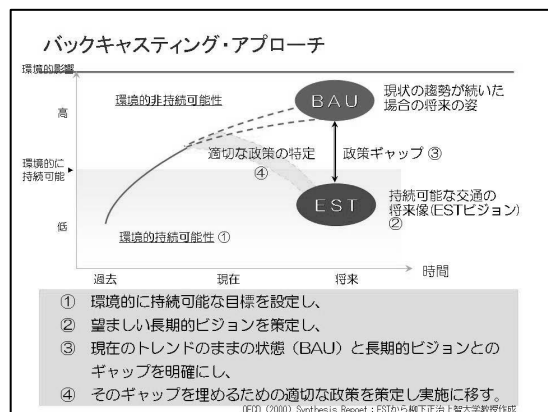 バックキャスティング・アプローチ
環境的影響
高
環境的に
持続可能
低
環境的非持続可能性
BAU
現状の趨勢が続いた
場合の将来の姿
適切な政策の特定
④
政策ギャップ ③
EST
持続可能な交通の
将来像(ESTビジョン)
②
環境的持続可能性 ①
過去
現在
将来
時間
① 環境的に持続可能な目標を設定し、
② 望ましい長期的ビジョンを策定し、
③ 現在のトレンドのままの状態（BAU）と長期的ビジョンとの
ギャップを明確にし、
④ そのギャップを埋めるための適切な政策を策定し実施に移す。
OECD (2000) Synthesis Repoet：ESTから柳下正治上智大学教授作成